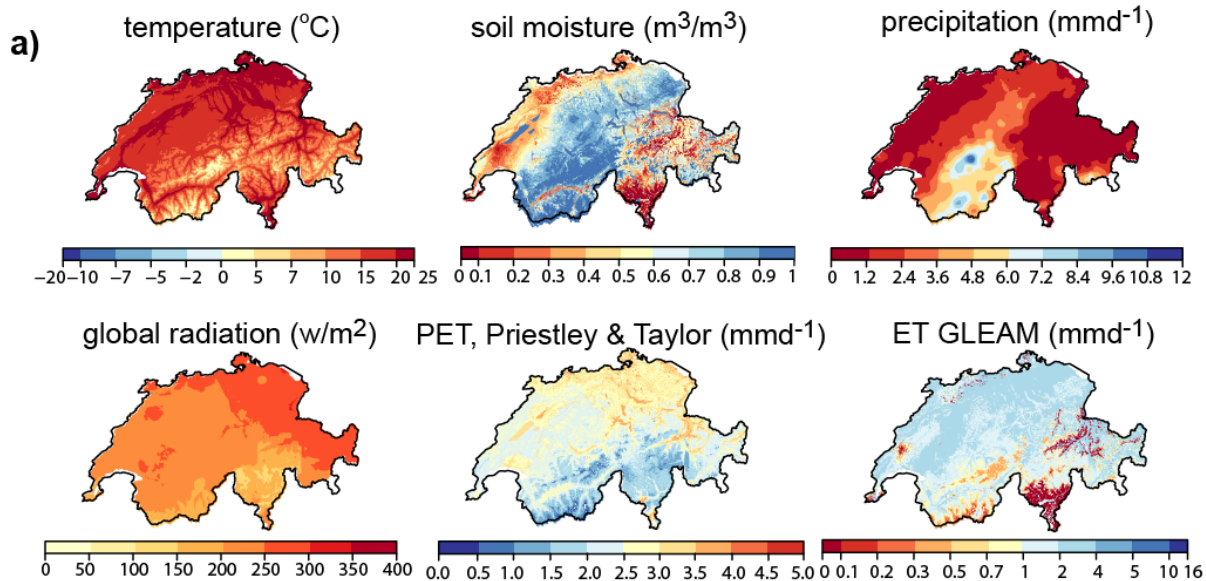 a)
temperature (°C)
soil moisture (m³/m³)
precipitation (mmd⁻¹)
−20 −10 −7 −5 −2 0 5 7 10 15 20 25
0 0.1 0.2 0.3 0.4 0.5 0.6 0.7 0.8 0.9 1
0 1.2 2.4 3.6 4.8 6.0 7.2 8.4 9.6 10.8 12
global radiation (w/m²)
PET, Priestley & Taylor (mmd⁻¹)
ET GLEAM (mmd⁻¹)
0 50 100 150 200 250 300 350 400
0.0 0.5 1.0 1.5 2.0 2.5 3.0 3.5 4.0 4.5 5.0
0 0.1 0.2 0.3 0.5 0.7 1 2 4 5 10 16